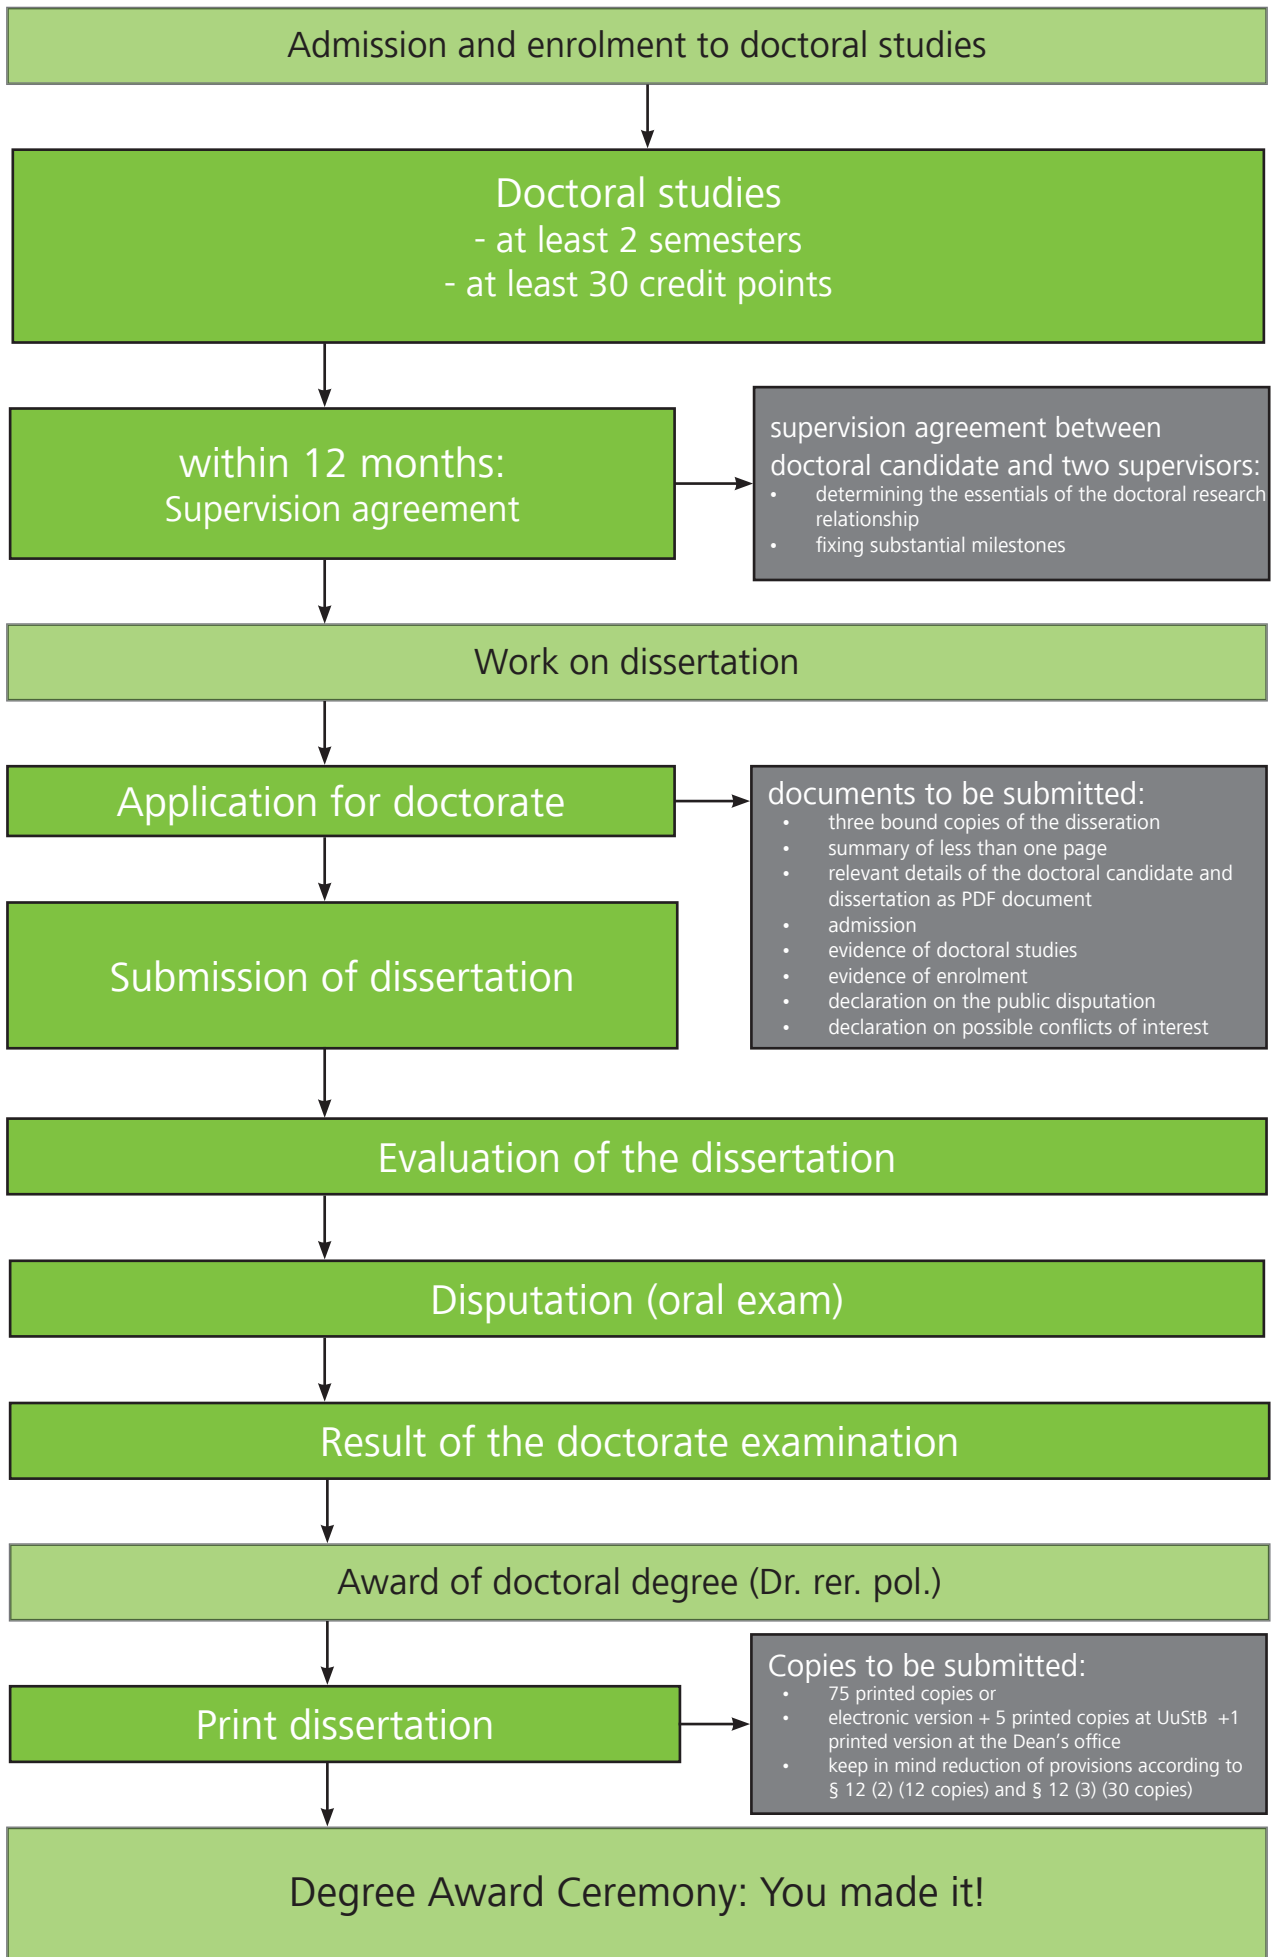 Admission and enrolment to doctoral studies
Doctoral studies
- at least 2 semesters
- at least 30 credit points
within 12 months:
Supervision agreement
supervision agreement between
doctoral candidate and two supervisors:
• determining the essentials of the doctoral research
relationship
• fixing substantial milestones
Work on dissertation
Application for doctorate
documents to be submitted:
• three bound copies of the disseration
• summary of less than one page
• relevant details of the doctoral candidate and
dissertation as PDF document
• admission
• evidence of doctoral studies
• evidence of enrolment
• declaration on the public disputation
• declaration on possible conflicts of interest
Submission of dissertation
Evaluation of the dissertation
Disputation (oral exam)
Result of the doctorate examination
Award of doctoral degree (Dr. rer. pol.)
Print dissertation
Copies to be submitted:
• 75 printed copies or
• electronic version + 5 printed copies at UuStB +1
printed version at the Dean’s office
• keep in mind reduction of provisions according to
§ 12 (2) (12 copies) and § 12 (3) (30 copies)
Degree Award Ceremony: You made it!